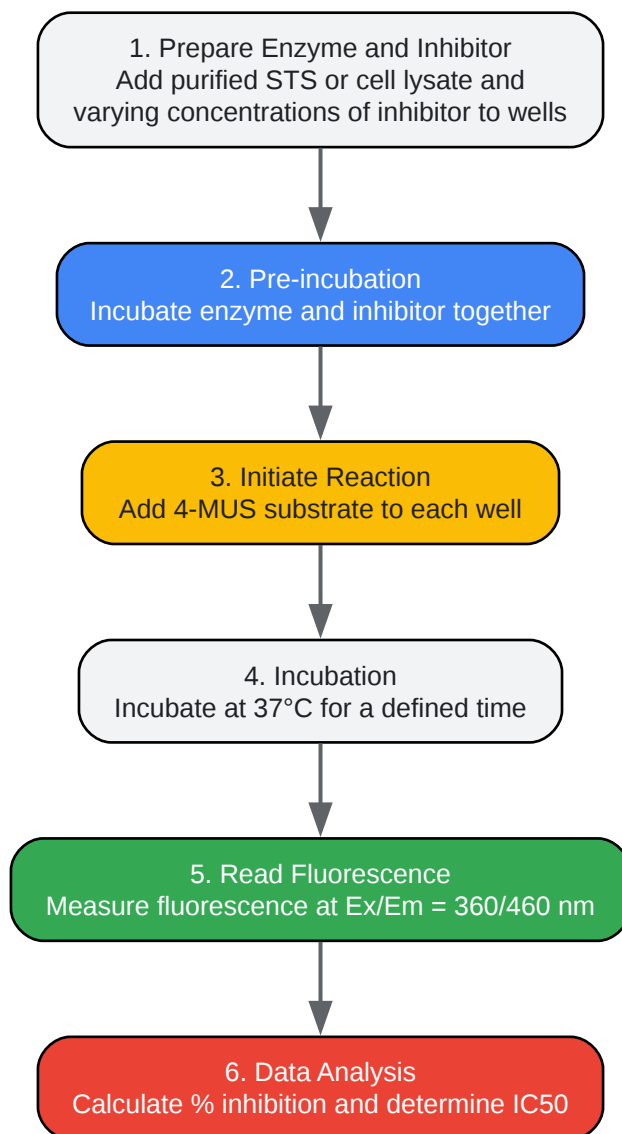 1. Prepare Enzyme and Inhibitor
Add purified STS or cell lysate and
varying concentrations of inhibitor to wells
2. Pre-incubation
Incubate enzyme and inhibitor together
3. Initiate Reaction
Add 4-MUS substrate to each well
4. Incubation
Incubate at 37°C for a defined time
5. Read Fluorescence
Measure fluorescence at Ex/Em = 360/460 nm
6. Data Analysis
Calculate % inhibition and determine IC50